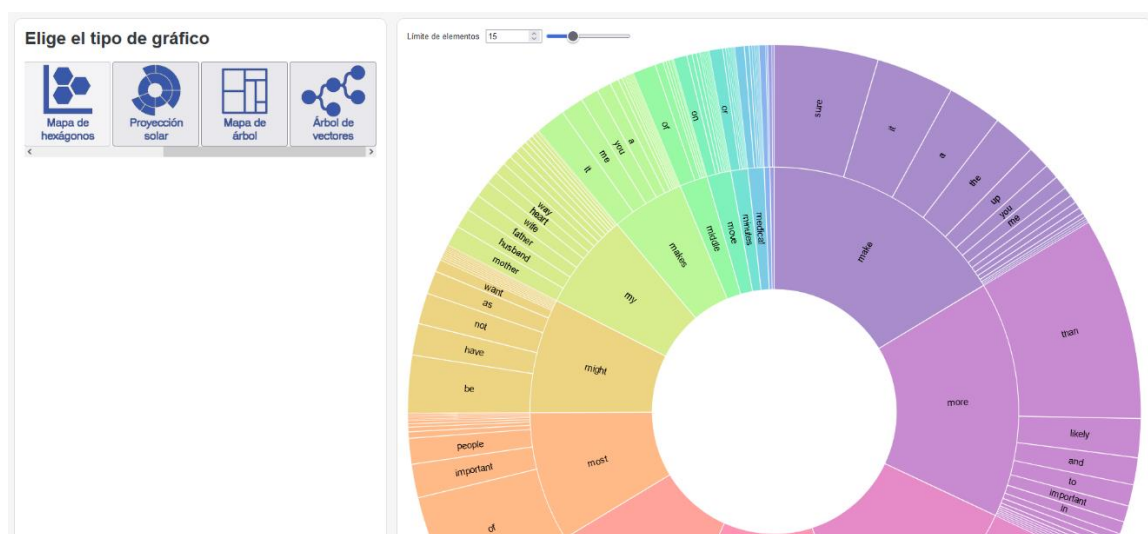 Elige el tipo de gráfico
Mapa de
hexágonos
Proyección
solar
Mapa de
árbol
Árbol de
vectores
Límite de elementos 15
sure
it
a
the
up
you
me
make
than
likely
and
to
important
in
more
of
important
people
most
be
have
not
as
want
might
mother
husband
father
wife
heart
way
my
it
me
you
a
makes
of
middle
on
move
or
minutes
medical